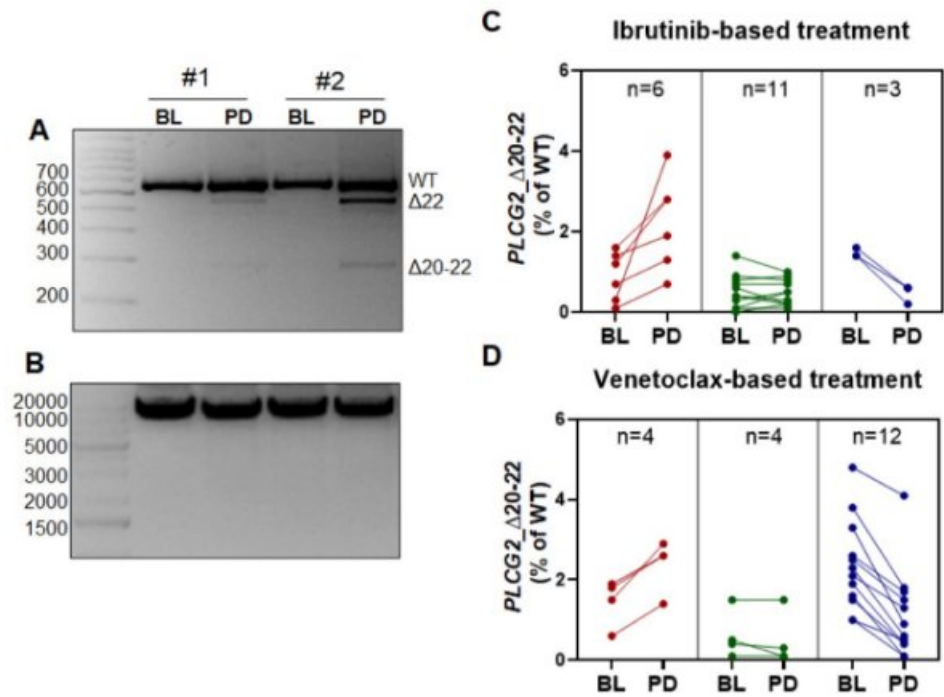 A
#1 #2
BL PD BL PD
700
600
500
400
300
200
WT
Δ22
Δ20-22
B
20000
10000
5000
3000
2000
1500
C
Ibrutinib-based treatment
PLCG2_Δ20-22
(% of WT)
6
4
2
0
n=6 n=11 n=3
BL PD BL PD BL PD
D
Venetoclax-based treatment
PLCG2_Δ20-22
(% of WT)
6
4
2
0
n=4 n=4 n=12
BL PD BL PD BL PD